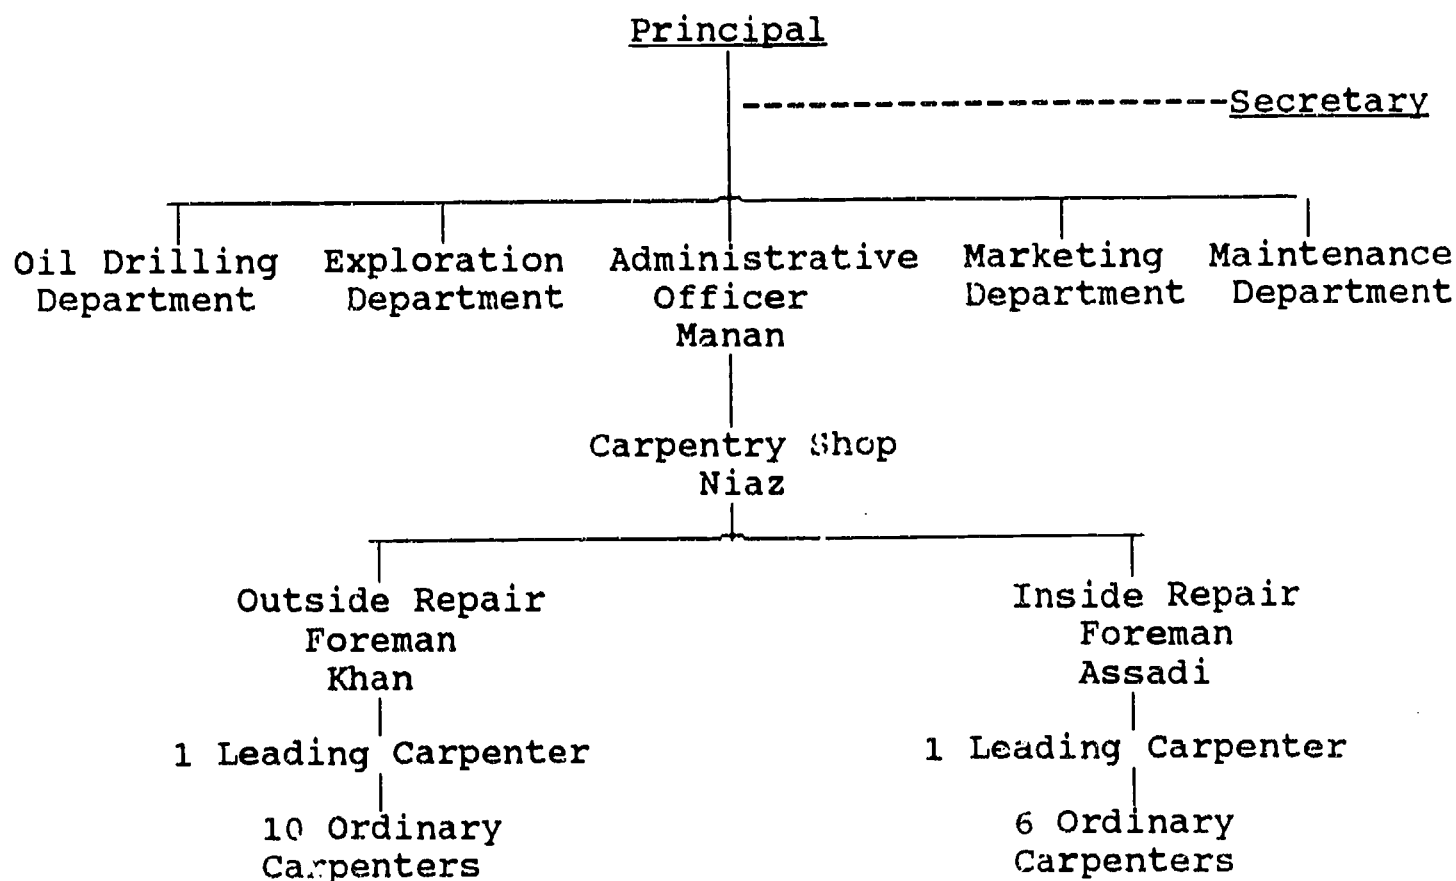 Principal
Secretary
Oil Drilling
Department
Exploration
Department
Administrative
Officer
Manan
Marketing
Department
Maintenance
Department
Carpentry Shop
Niaz
Outside Repair
Foreman
Khan
1 Leading Carpenter
10 Ordinary
Carpenters
Inside Repair
Foreman
Assadi
1 Leading Carpenter
6 Ordinary
Carpenters